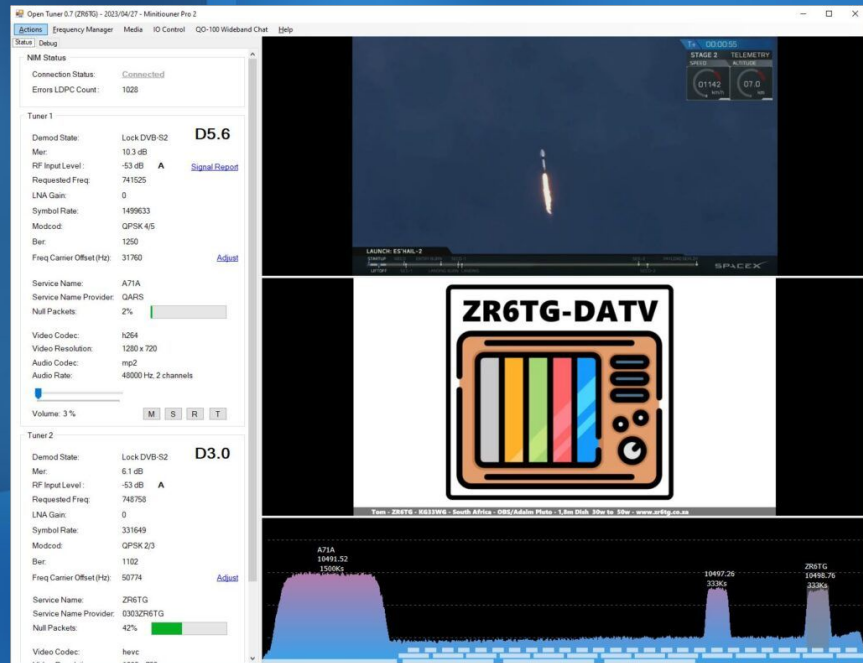 Open Tuner 0.7 (ZR6TG) - 2023/04/27 - Minitiouner Pro 2
Actions Frequency Manager Media IO Control QO-100 Wideband Chat Help
Status Debug
NIM Status
Connection Status: Connected
Errors LDPC Count: 1028
Tuner 1
Demod State: Lock DVB-S2 D5.6
Mer: 10.3 dB
RF Input Level : -53 dB A Signal Report
Requested Freq: 741525
LNA Gain: 0
Symbol Rate: 1499633
Modcod: QPSK 4/5
Ber: 1250
Freq Carrier Offset (Hz): 31760 Adjust
Service Name: A71A
Service Name Provider: QARS
Null Packets: 2%
Video Codec: h264
Video Resolution: 1280 x 720
Audio Codec: mp2
Audio Rate: 48000 Hz, 2 channels
Volume: 3 % M S R T
Tuner 2
Demod State: Lock DVB-S2 D3.0
Mer: 6.1 dB
RF Input Level : -53 dB A
Requested Freq: 748758
LNA Gain: 0
Symbol Rate: 331649
Modcod: QPSK 2/3
Ber: 1102
Freq Carrier Offset (Hz): 50774 Adjust
Service Name: ZR6TG
Service Name Provider: 0303ZR6TG
Null Packets: 42%
Video Codec: hevc
T+ 00:00:55
STAGE 2 TELEMETRY
SPEED ALTITUDE
01142 07.0
KM/H KM
LAUNCH: ES'HAIL-2
STARTUP
LIFTOFF
SPACEX
ZR6TG-DATV
Tom - ZR6TG - KG33WG - South Africa - OBS/Adalm Pluto - 1,8m Dish 30w to 50w - www.zr6tg.co.za
A71A
10491.52
1500Ks
10497.26
333Ks
ZR6TG
10498.76
333Ks